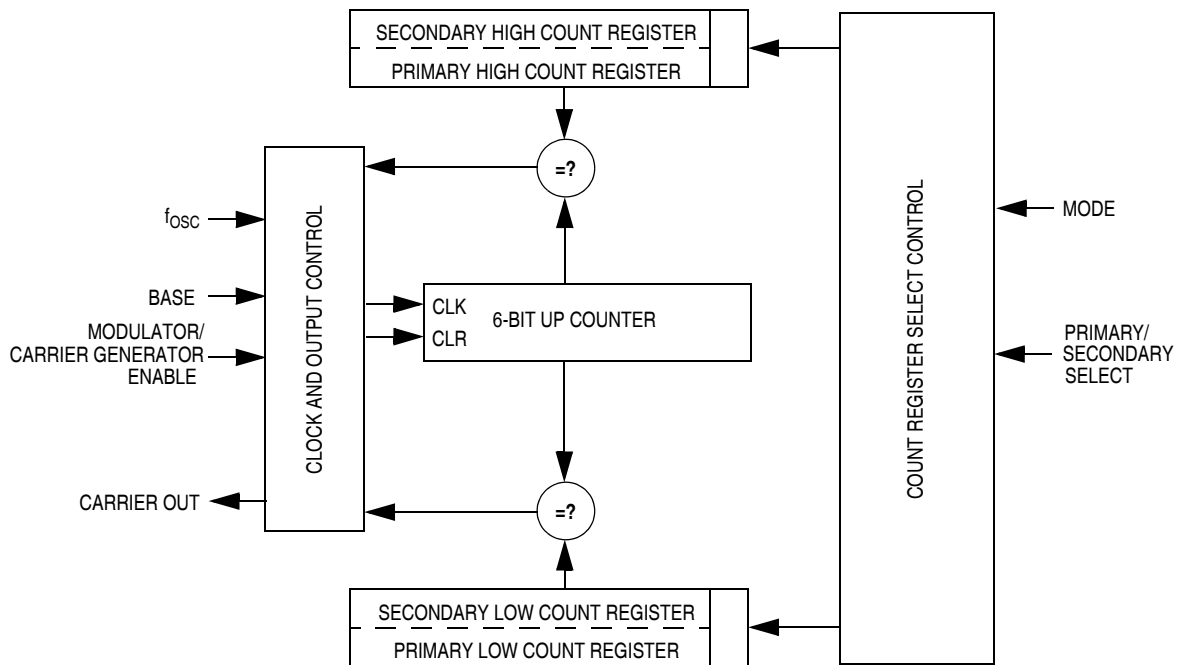 SECONDARY HIGH COUNT REGISTER
PRIMARY HIGH COUNT REGISTER
=?
CLOCK AND OUTPUT CONTROL
fOSC
BASE
MODULATOR/
CARRIER GENERATOR
ENABLE
CARRIER OUT
CLK
CLR
6-BIT UP COUNTER
COUNT REGISTER SELECT CONTROL
MODE
PRIMARY/
SECONDARY
SELECT
=?
SECONDARY LOW COUNT REGISTER
PRIMARY LOW COUNT REGISTER